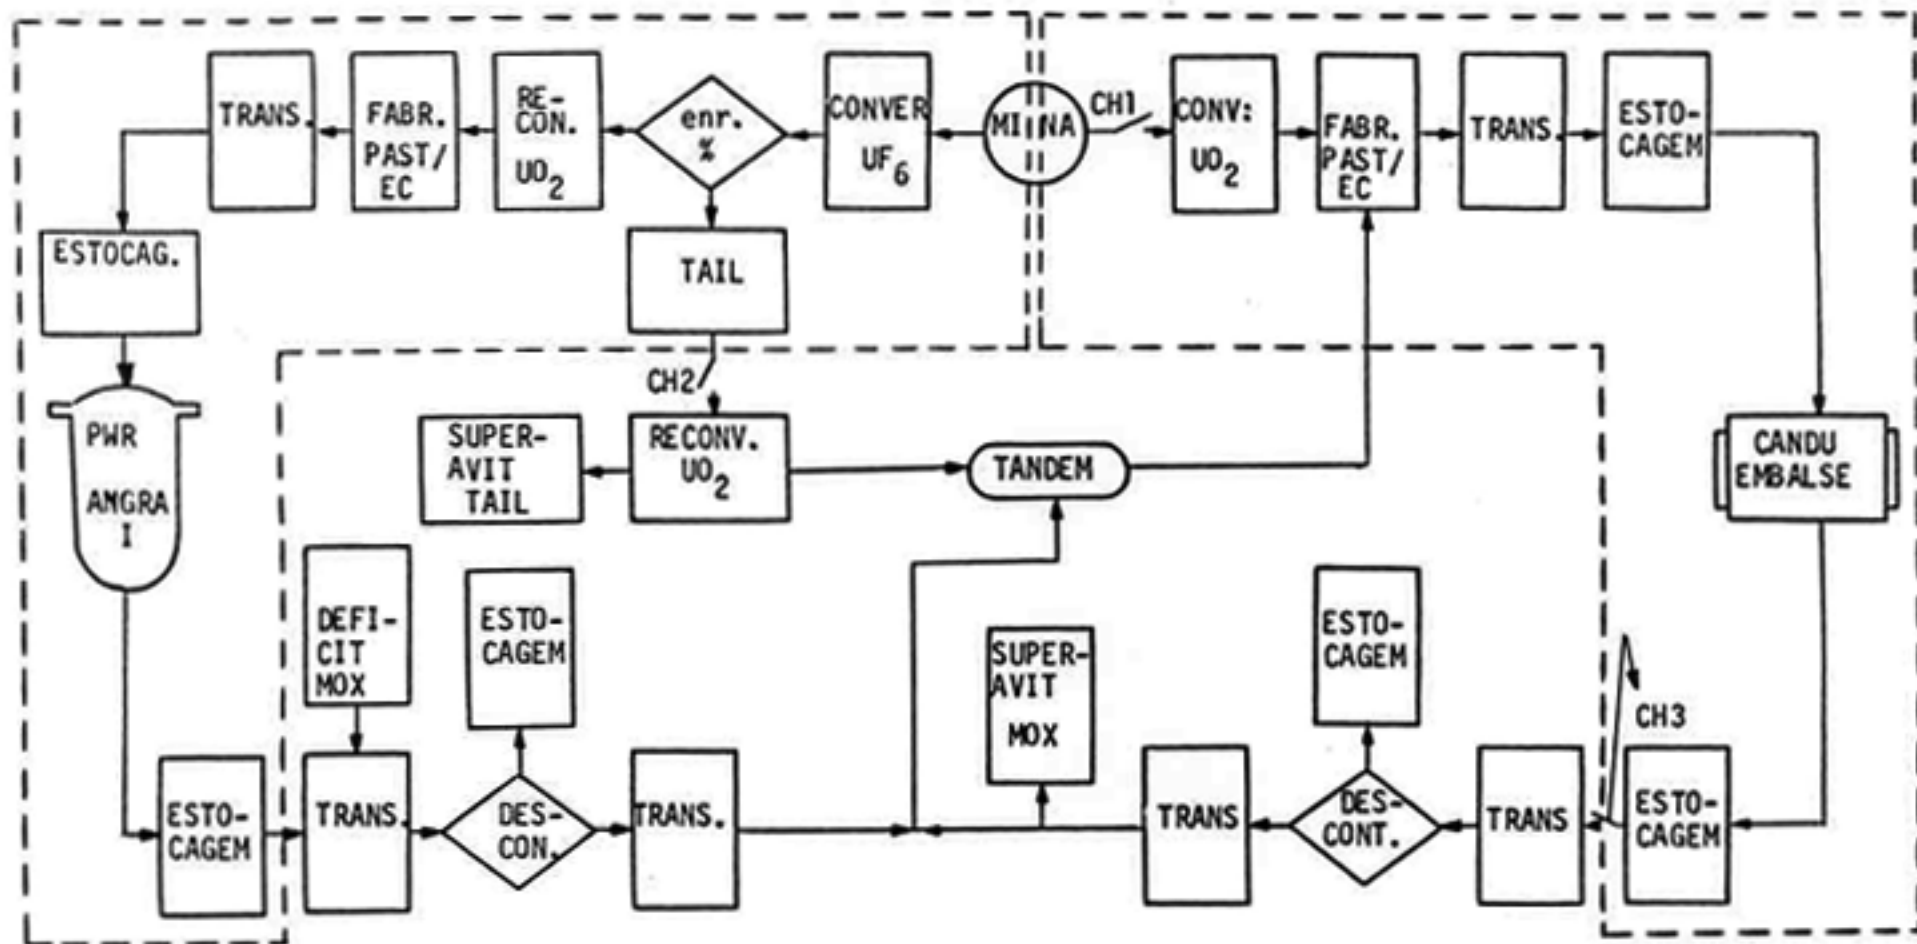 TRANS.
FABR.
PAST/
EC
RE-
CON.
UO2
enr.
%
CONVER
UF6
MINA
CH1
CONV:
UO2
FABR.
PAST/
EC
TRANS.
ESTO-
CAGEM
ESTOCAG.
TAIL
CH2
PWR
ANGRA
I
SUPER-
AVIT
TAIL
RECONV.
UO2
TANDEM
CANDU
EMBALSE
DEFI-
CIT
MOX
ESTO-
CAGEM
SUPER-
AVIT
MOX
ESTO-
CAGEM
CH3
ESTO-
CAGEM
TRANS.
DES-
CON.
TRANS.
TRANS
DES-
CONT.
TRANS
ESTO-
CAGEM